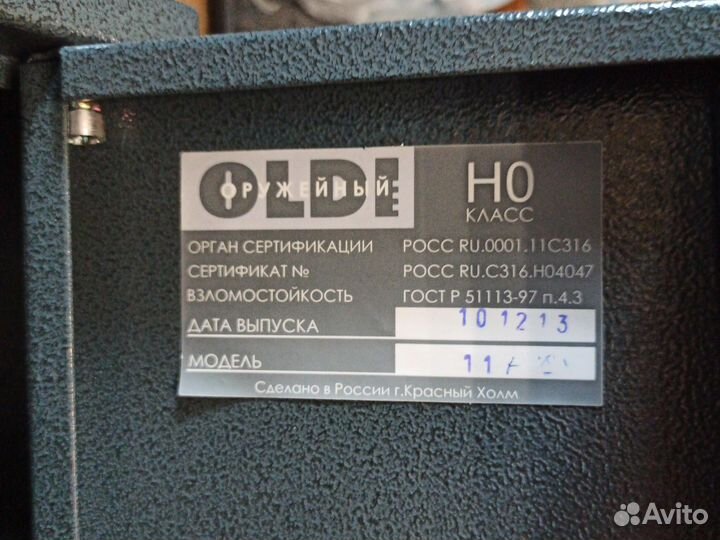 OLDI
ОРУЖЕЙНЫЙ
Н0
КЛАСС
ОРГАН СЕРТИФИКАЦИИ РОСС RU.0001.11С316
СЕРТИФИКАТ № РОСС RU.С316.Н04047
ВЗЛОМОСТОЙКОСТЬ ГОСТ Р 51113-97 п.4.3
ДАТА ВЫПУСКА 101213
МОДЕЛЬ 11
Сделано в России г.Красный Холм
Avito